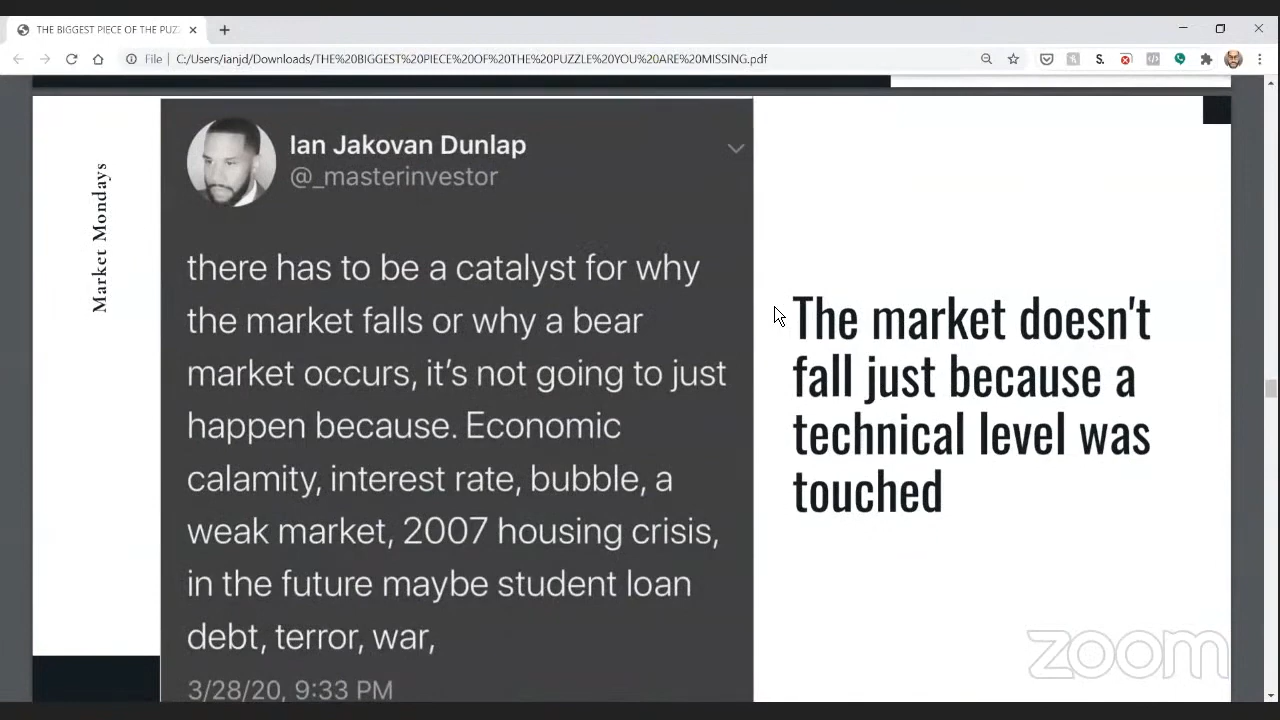 THE BIGGEST PIECE OF THE PUZ
File
C:/Users/ianjd/Downloads/THE%20BIGGEST%20PIECE%20OF%20THE%20PUZZLE%20YOU%20ARE%20MISSING.pdf
Market Mondays
Ian Jakovan Dunlap
@_masterinvestor
there has to be a catalyst for why
the market falls or why a bear
market occurs, it's not going to just
happen because. Economic
calamity, interest rate, bubble, a
weak market, 2007 housing crisis,
in the future maybe student loan
debt, terror, war,
3/28/20, 9:33 PM
The market doesn't
fall just because a
technical level was
touched
zoom